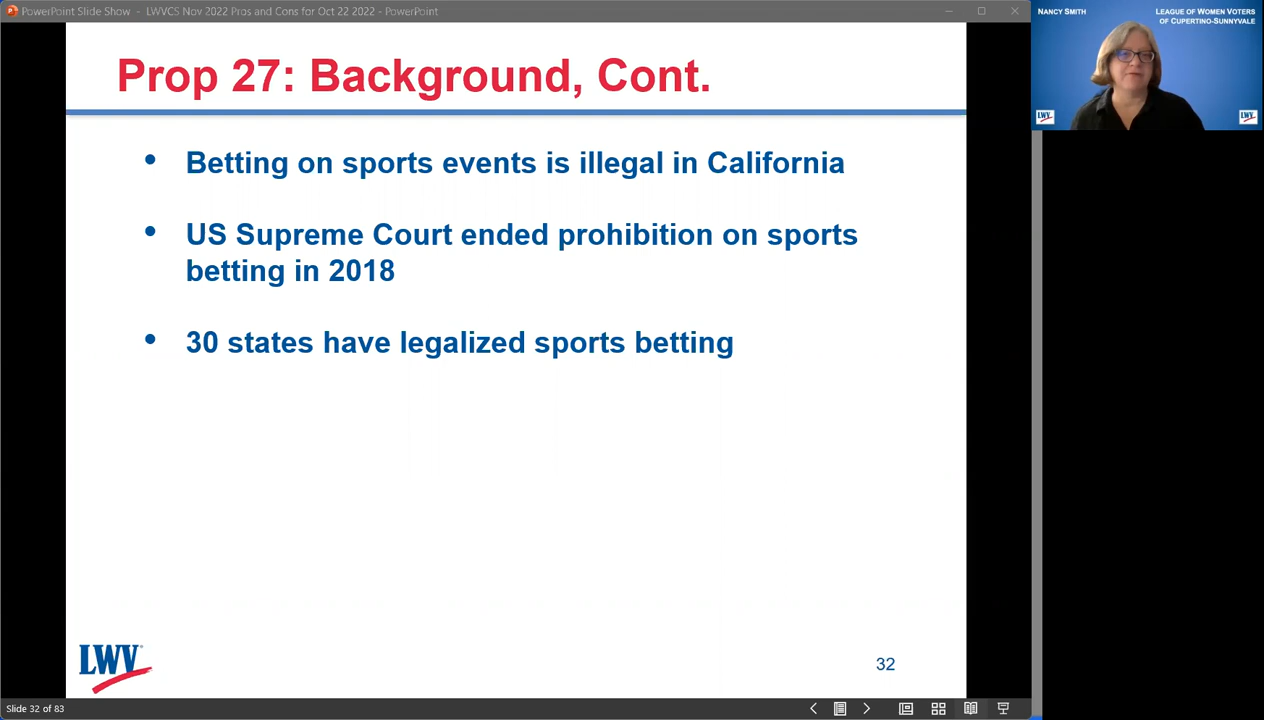 PowerPoint Slide Show - LWVCS Nov 2022 Pros and Cons for Oct 22 2022 - PowerPoint
NANCY SMITH
LEAGUE OF WOMEN VOTERS
OF CUPERTINO-SUNNYVALE
LWV
LWV
Prop 27: Background, Cont.
• Betting on sports events is illegal in California
• US Supreme Court ended prohibition on sports
betting in 2018
• 30 states have legalized sports betting
LWV
32
Slide 32 of 83